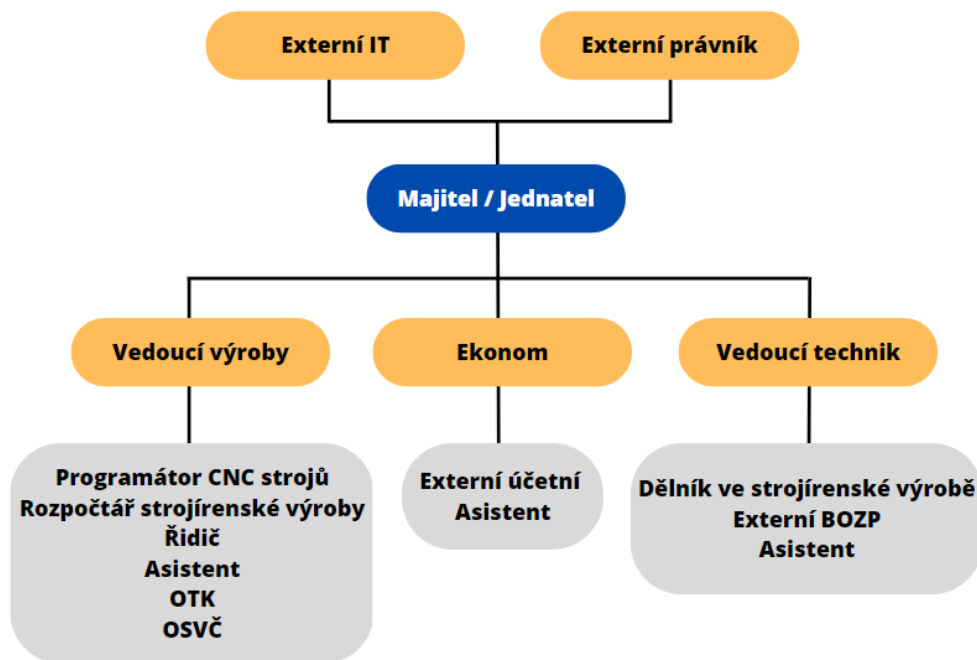 Externí IT
Externí právník
Majitel / Jednatel
Vedoucí výroby
Ekonom
Vedoucí technik
Programátor CNC strojů
Rozpočtář strojírenské výroby
Řidič
Asistent
OTK
OSVČ
Externí účetní
Asistent
Dělník ve strojírenské výrobě
Externí BOZP
Asistent